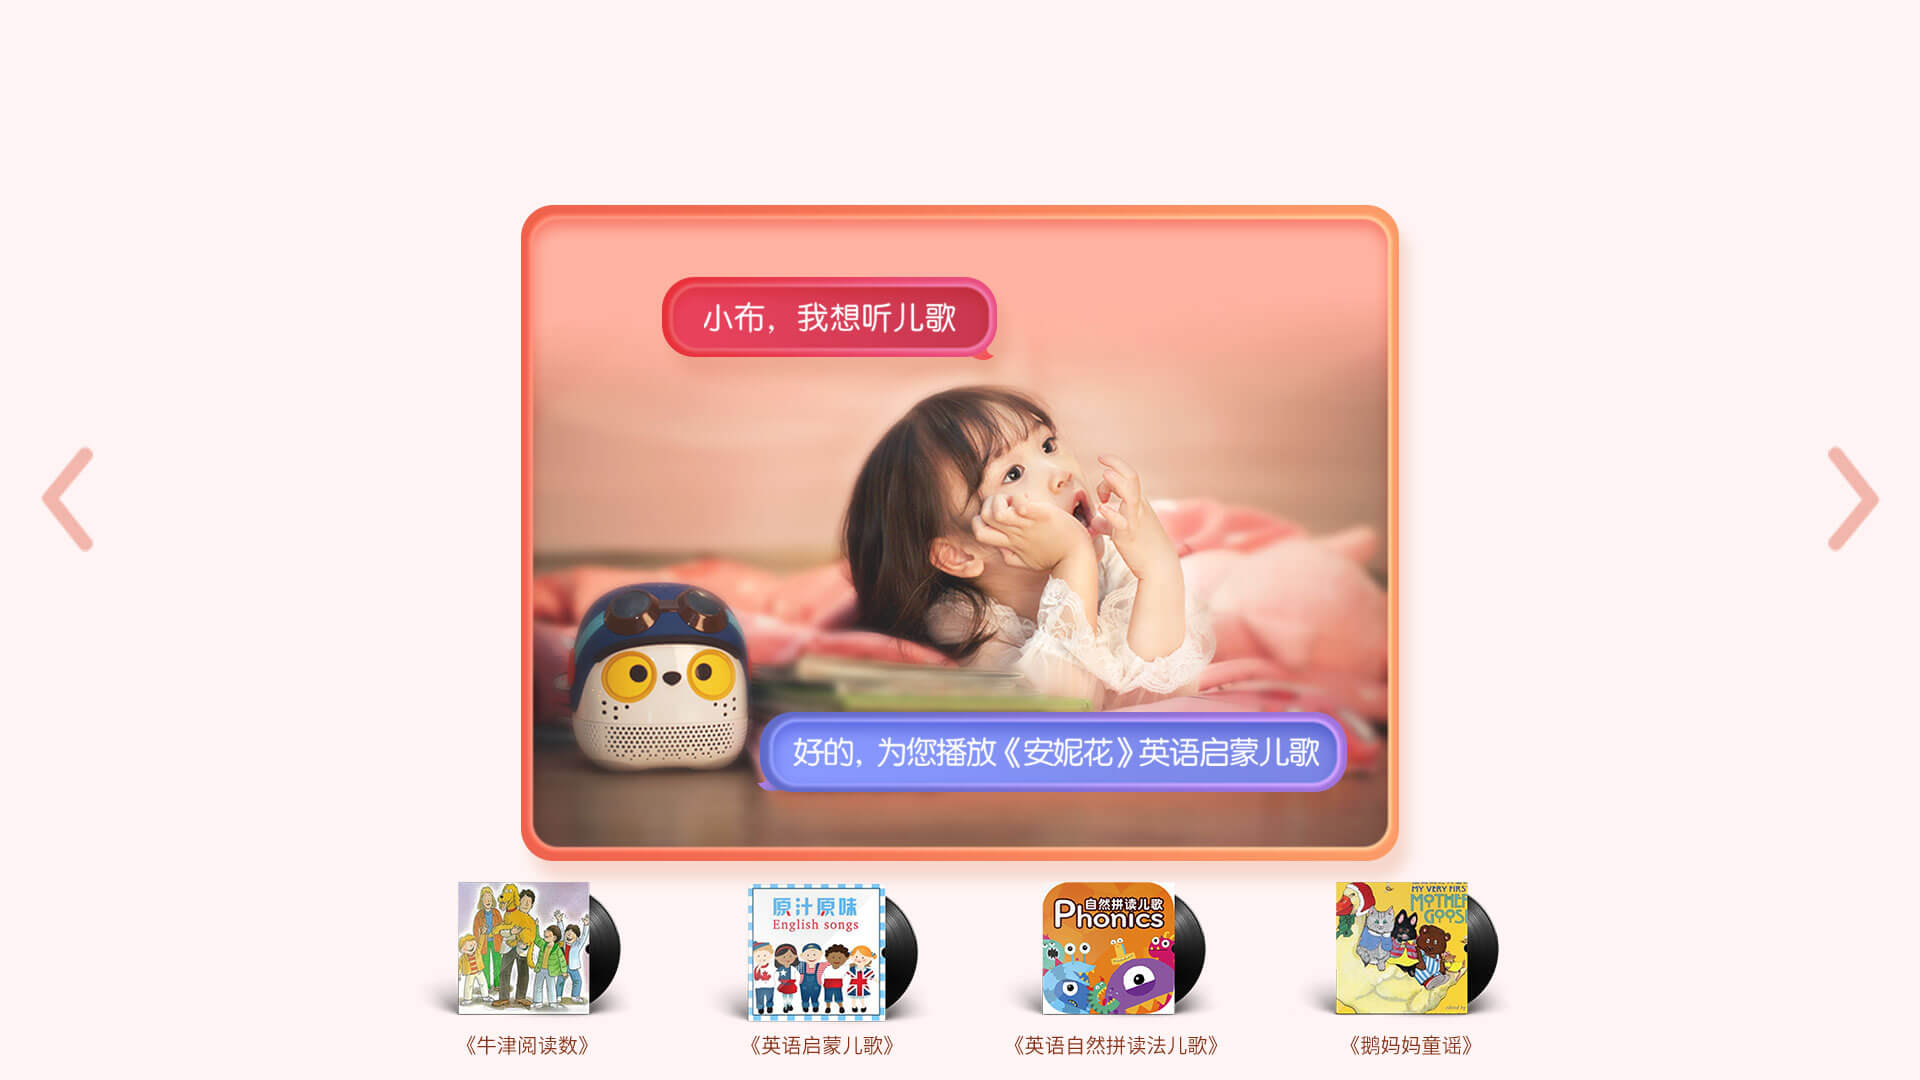 小布，我想听儿歌
好的，为您播放《安妮花》英语启蒙儿歌
原汁原味
English songs
自然拼读儿歌
Phonics
MY VERY FIRST
MOTHER
GOOSE
《牛津阅读数》
《英语启蒙儿歌》
《英语自然拼读法儿歌》
《鹅妈妈童谣》